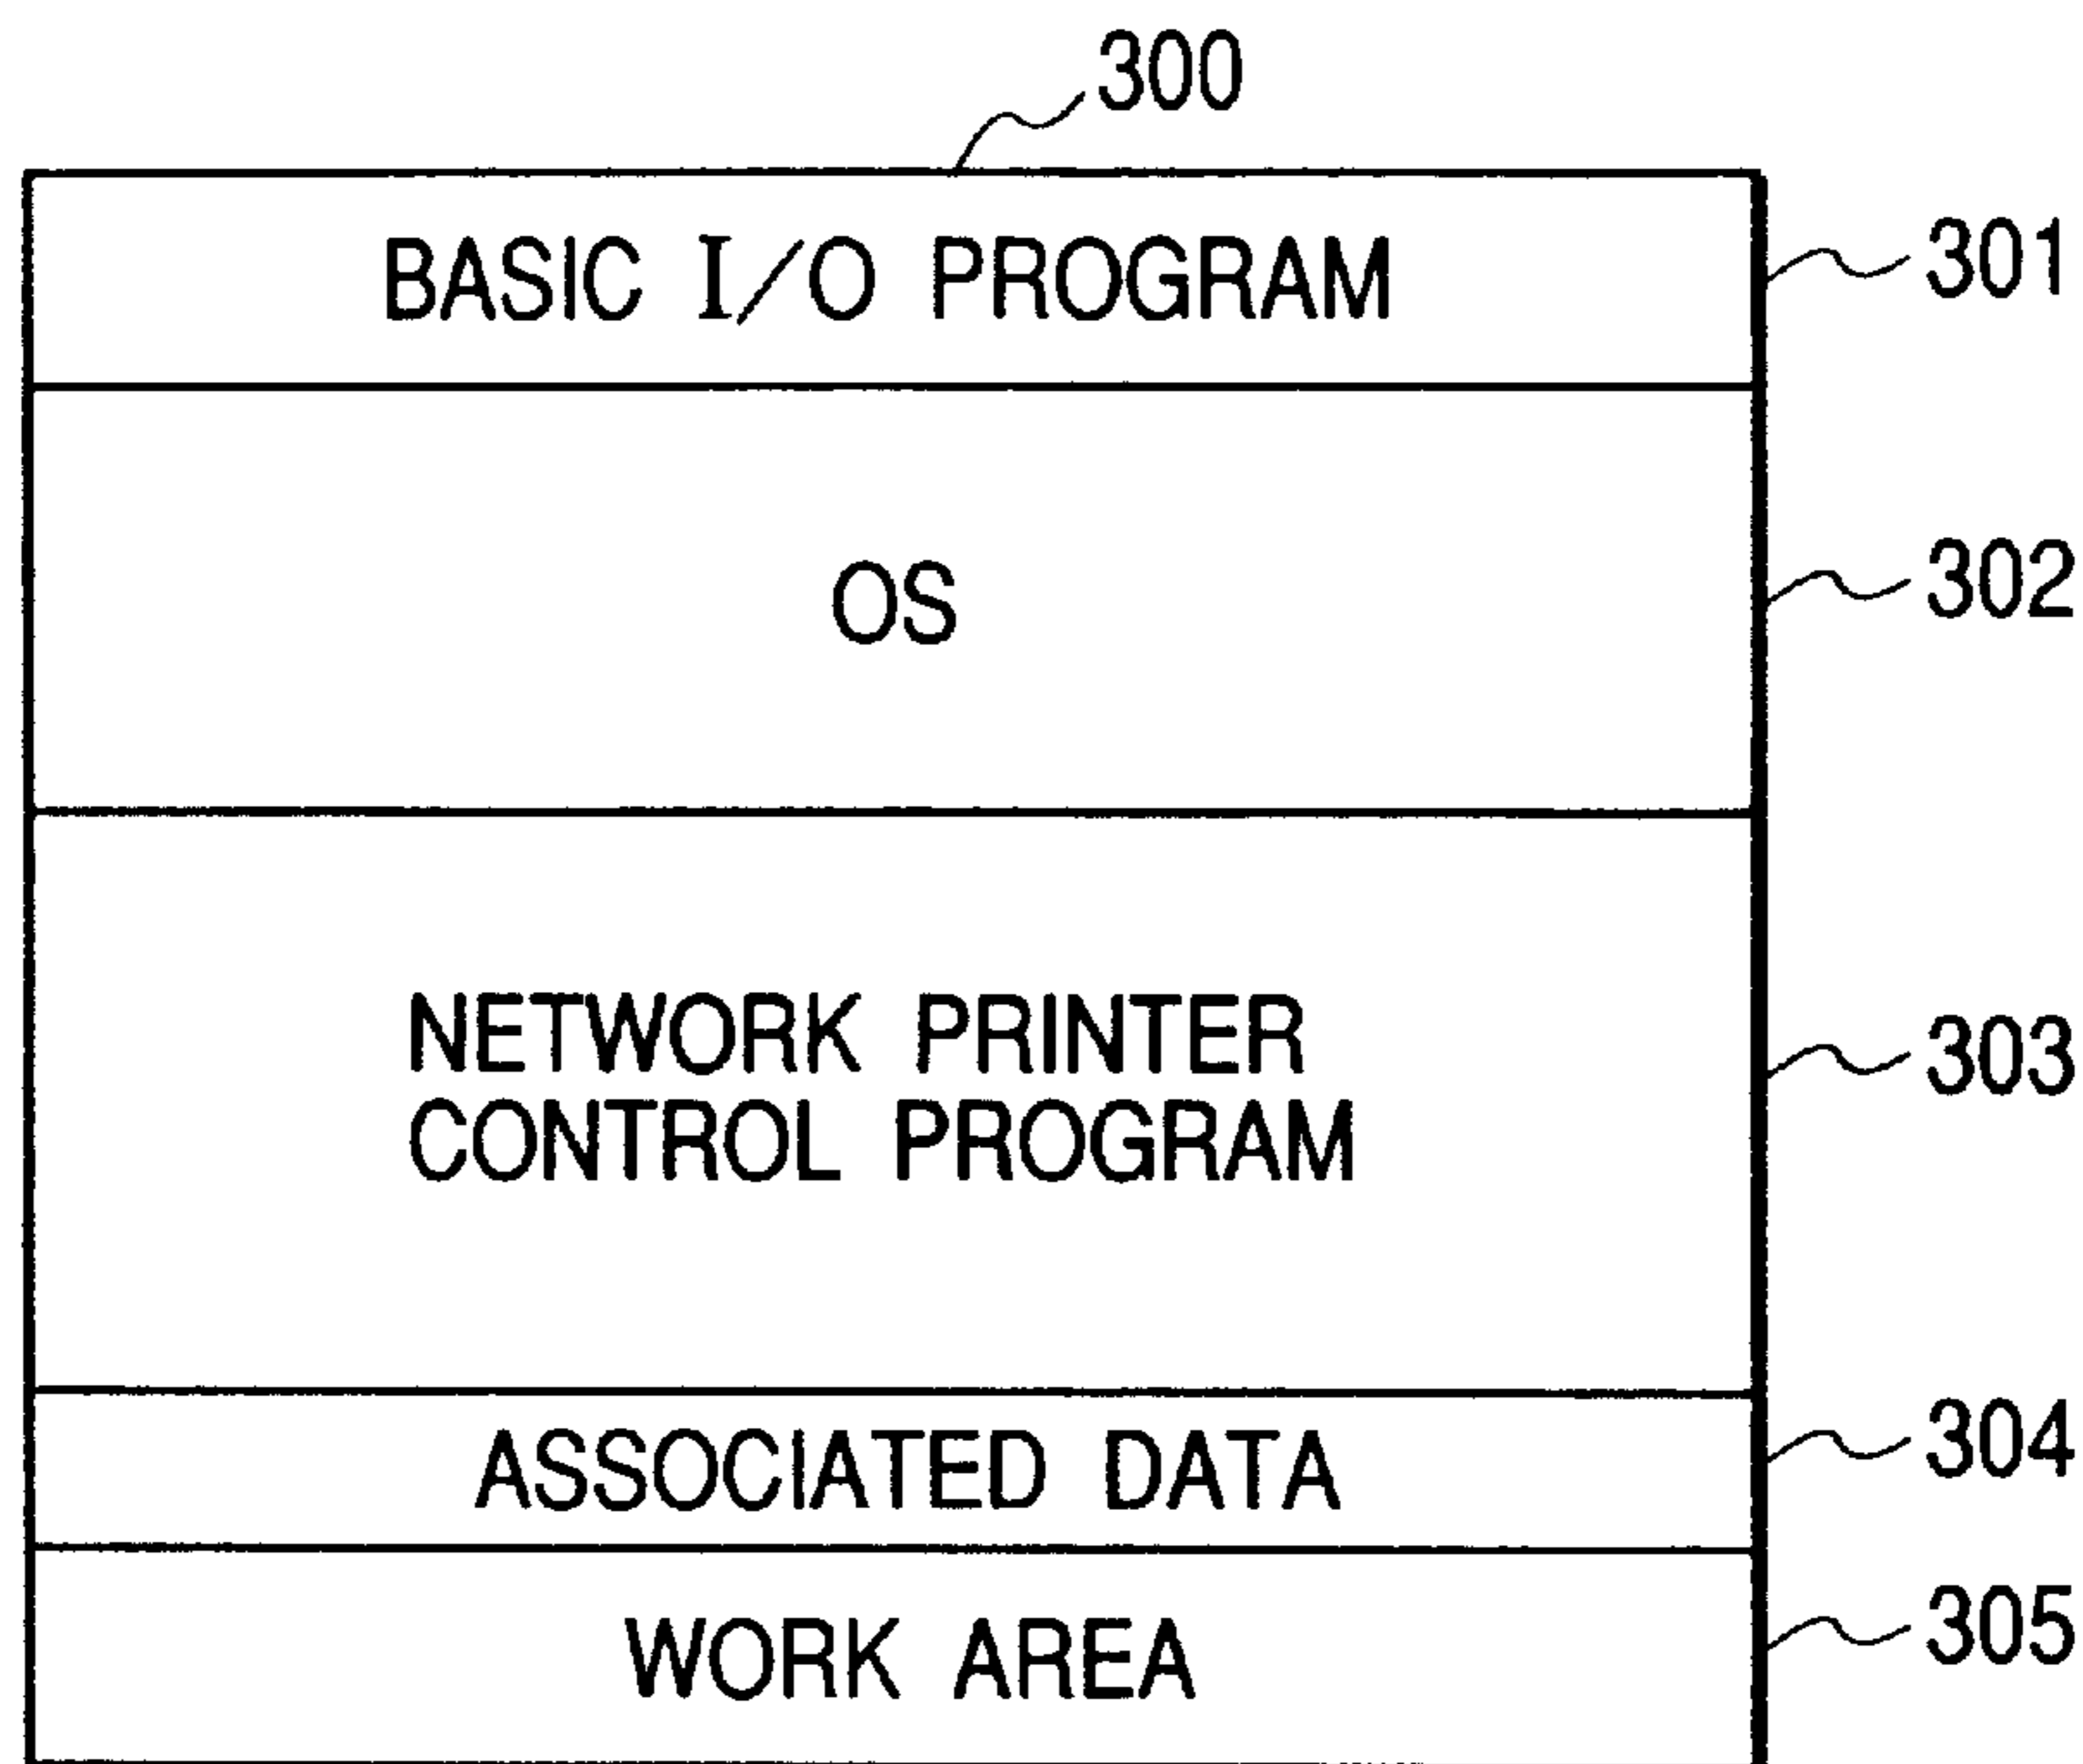 300
BASIC I/O PROGRAM 301
OS 302
NETWORK PRINTER
CONTROL PROGRAM 303
ASSOCIATED DATA 304
WORK AREA 305